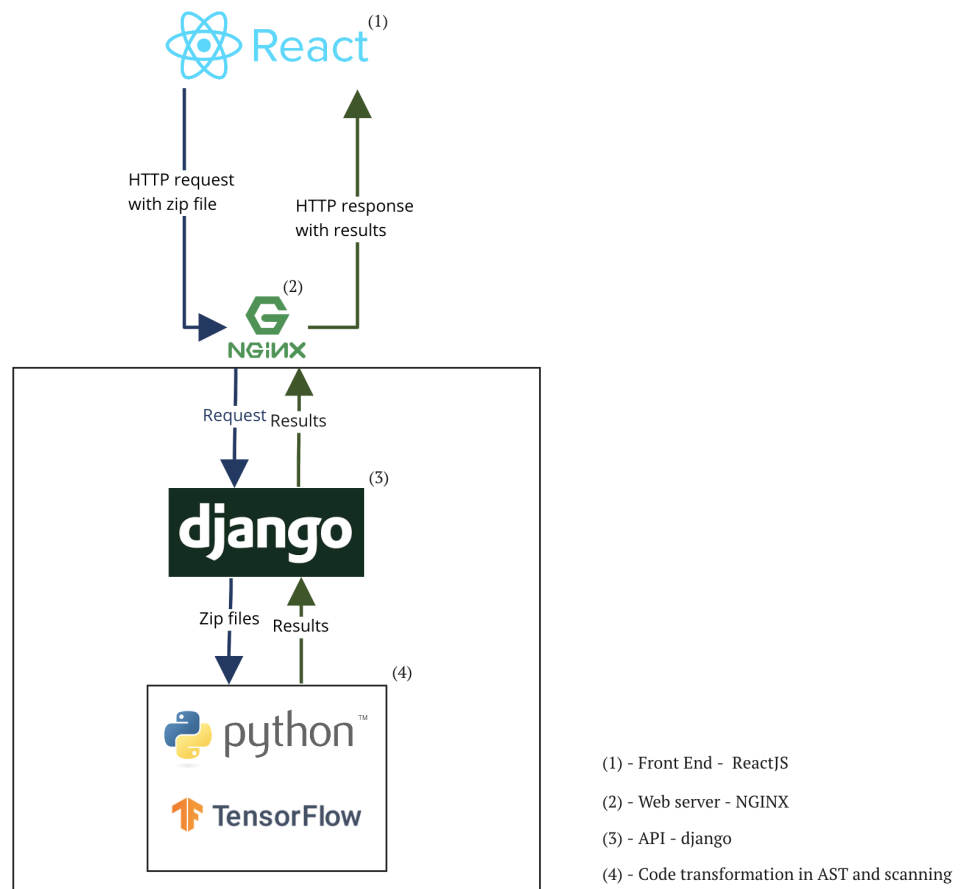 React
(1)
HTTP request
with zip file
HTTP response
with results
(2)
NGINX
Request
Results
(3)
django
Zip files
Results
(4)
python™
TensorFlow
(1) - Front End - ReactJS
(2) - Web server - NGINX
(3) - API - django
(4) - Code transformation in AST and scanning